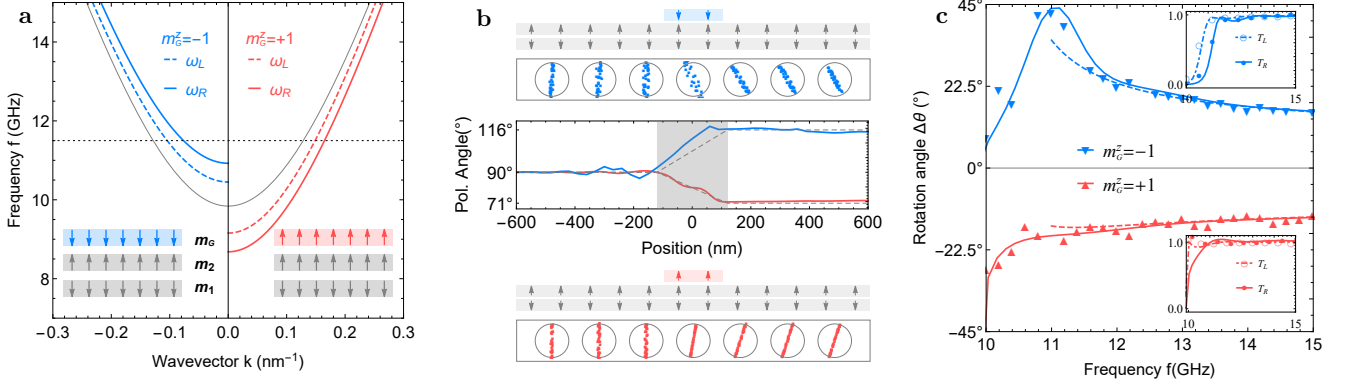 a
Frequency f (GHz)
14
12
10
8
m_G^z=−1
m_G^z=+1
ω_L
ω_L
ω_R
ω_R
m_G
m_2
m_1
−0.3 −0.2 −0.1 0.0 0.1 0.2 0.3
Wavevector k (nm⁻¹)
b
Pol. Angle(°)
116°
90°
71°
−600 −400 −200 0 200 400 600
Position (nm)
c
Rotation angle Δθ (°)
45°
22.5°
0°
−22.5°
−45°
1.0
T_L
T_R
0.0
10 15
m_G^z=−1
m_G^z=+1
1.0
T_L
T_R
0.0
10 15
10 11 12 13 14 15
Frequency f(GHz)